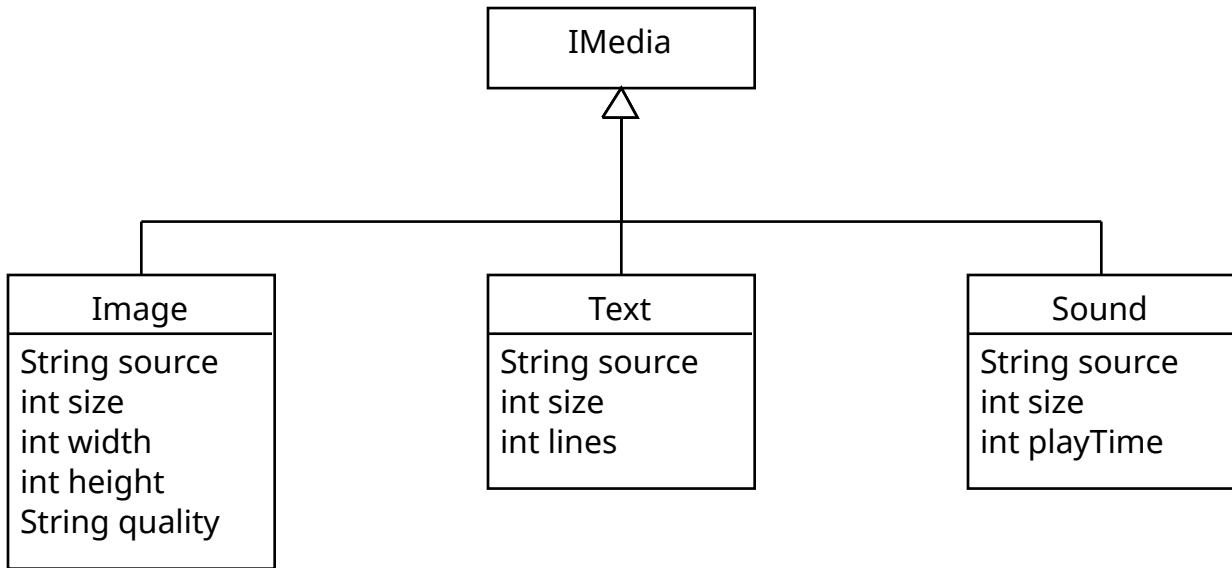 IMedia
Image
String source
int size
int width
int height
String quality
Text
String source
int size
int lines
Sound
String source
int size
int playTime